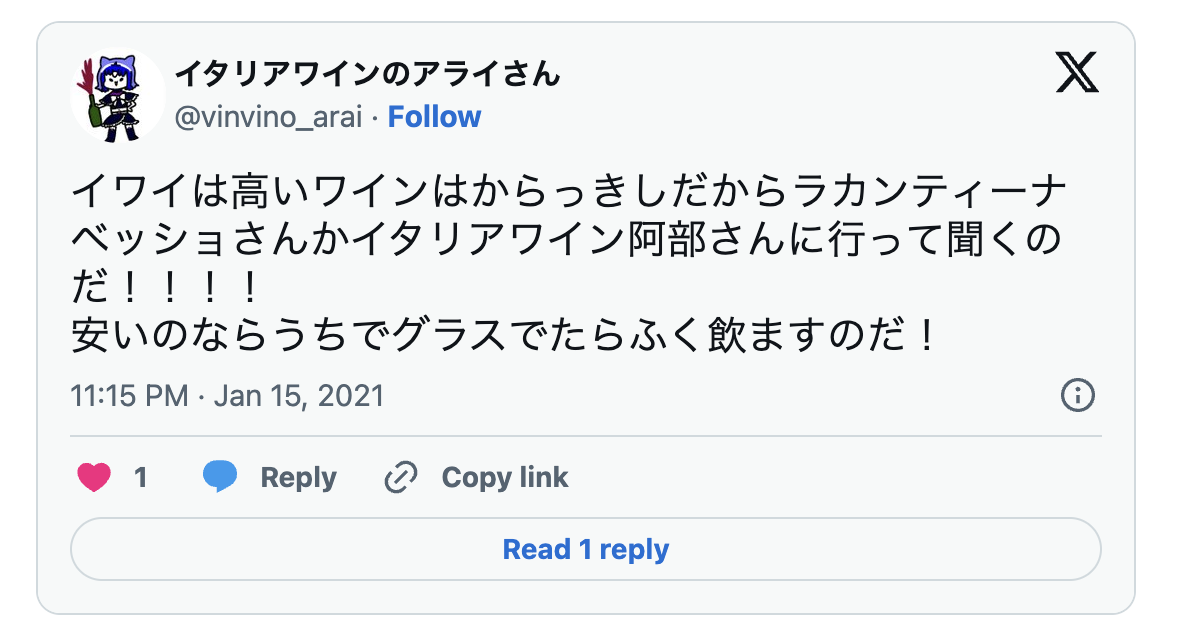 イタリアワインのアライさん
@vinvino_arai · Follow
イワイは高いワインはからっきしだからラカンティーナ
ベッショさんかイタリアワイン阿部さんに行って聞くの
だ！！！！
安いのならうちでグラスでたらふく飲ますのだ！
11:15 PM · Jan 15, 2021
1 Reply Copy link
Read 1 reply